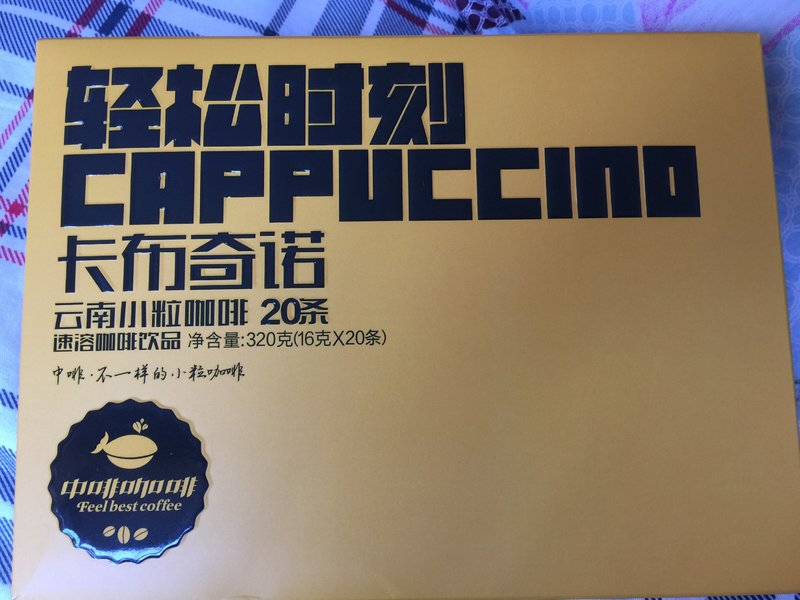 轻松时刻
CAPPUCCINO
卡布奇诺
云南小粒咖啡 20条
速溶咖啡饮品 净含量:320克(16克X20条)
中啡·不一样的小粒咖啡
中啡咖啡
Feel best coffee